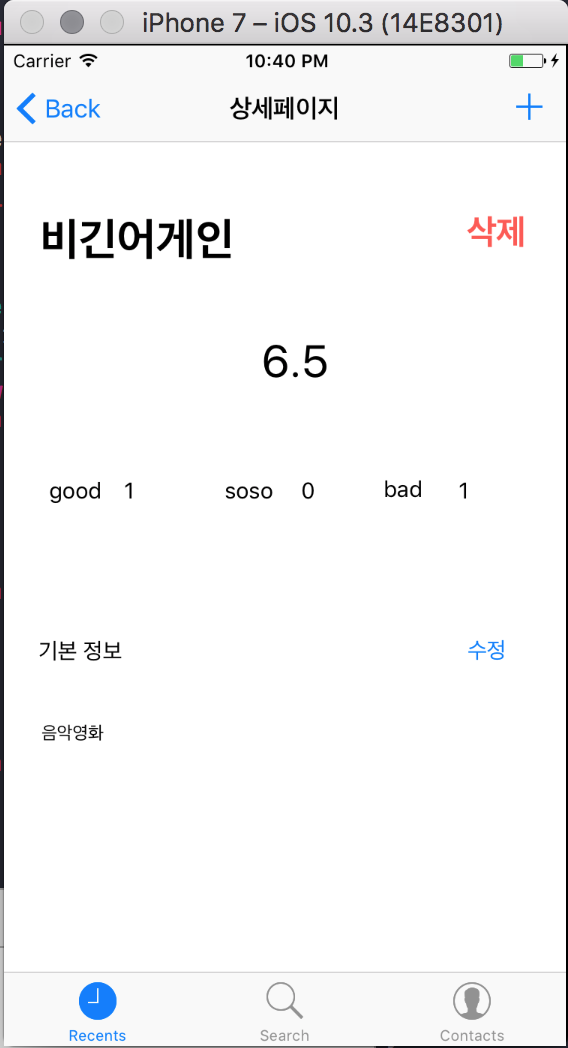 iPhone 7 – iOS 10.3 (14E8301)
Carrier 10:40 PM
Back 상세페이지
비긴어게인 삭제
6.5
good 1 soso 0 bad 1
기본 정보 수정
음악영화
Recents Search Contacts